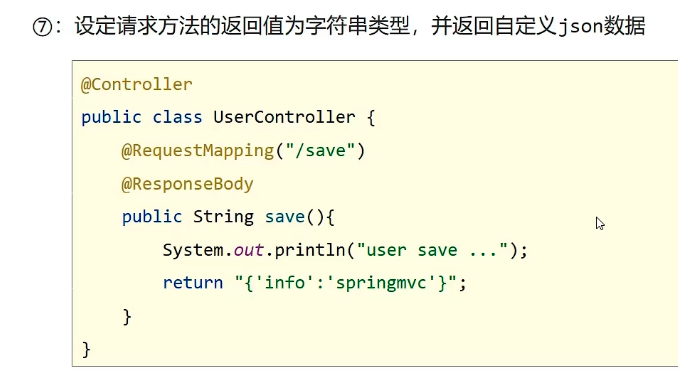 ⑦：设定请求方法的返回值为字符串类型，并返回自定义json数据
@Controller
public class UserController {
    @RequestMapping("/save")
    @ResponseBody
    public String save(){
        System.out.println("user save ...");
        return "{'info':'springmvc'}";
    }
}